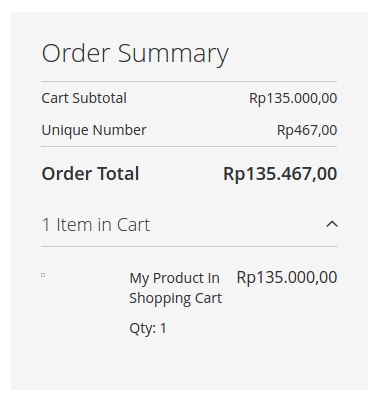 Order Summary
Cart Subtotal Rp135.000,00
Unique Number Rp467,00
Order Total Rp135.467,00
1 Item in Cart
My Product In Rp135.000,00
Shopping Cart
Qty: 1